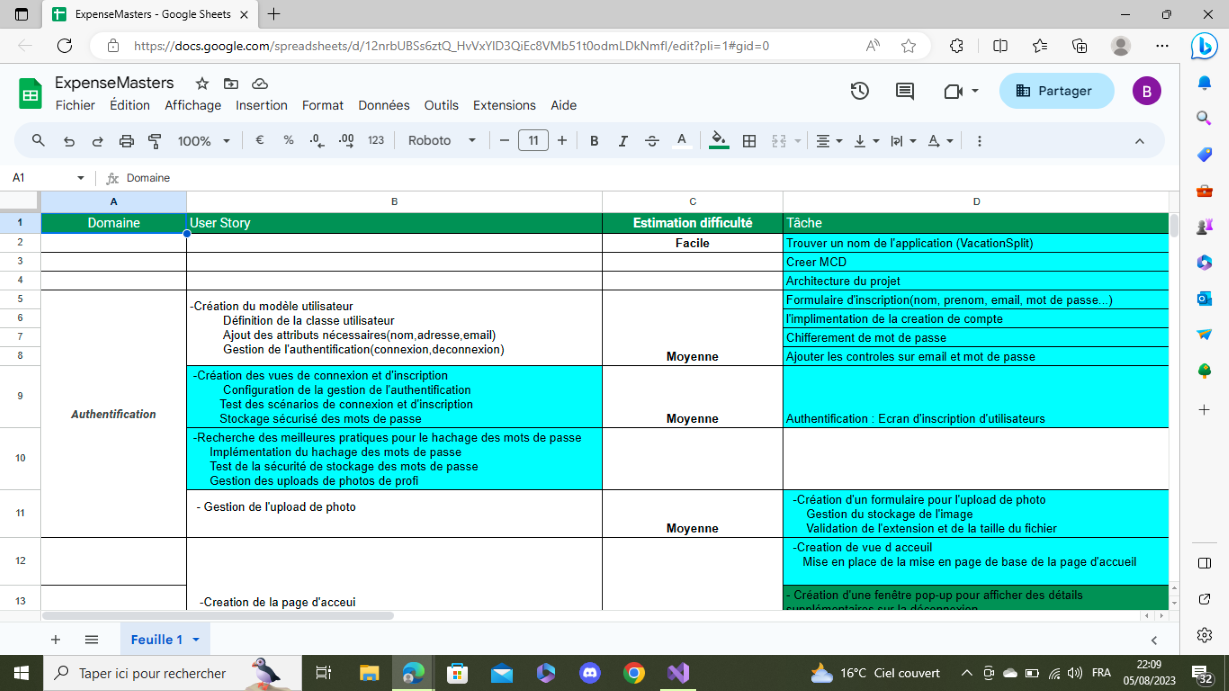 ExpenseMasters - Google Sheets
https://docs.google.com/spreadsheets/d/12nrbUBSs6ztQ_HvVxYID3QiEc8VMb51t0odmLDkNmfI/edit?pli=1#gid=0
ExpenseMasters
Fichier Édition Affichage Insertion Format Données Outils Extensions Aide
Partager
B
100% € % .0 .00 123 Roboto 11 B I A
A1 fx Domaine
A B C D
1 Domaine User Story Estimation difficulté Tâche
2 Facile Trouver un nom de l'application (VacationSplit)
3 Creer MCD
4 Architecture du projet
5 -Création du modèle utilisateur Formulaire d'inscription(nom, prenom, email, mot de passe...)
6 Définition de la classe utilisateur l'implimentation de la creation de compte
7 Ajout des attributs nécessaires(nom,adresse,email) Chifferement de mot de passe
8 Gestion de l'authentification(connexion,deconnexion) Moyenne Ajouter les controles sur email et mot de passe
-Création des vues de connexion et d'inscription
9 Configuration de la gestion de l'authentification
Test des scénarios de connexion et d'inscription
Authentification Stockage sécurisé des mots de passe Moyenne Authentification : Ecran d'inscription d'utilisateurs
-Recherche des meilleures pratiques pour le hachage des mots de passe
10 Implémentation du hachage des mots de passe
Test de la sécurité de stockage des mots de passe
Gestion des uploads de photos de profi
-Création d'un formulaire pour l'upload de photo
11 - Gestion de l'upload de photo Gestion du stockage de l'image
Moyenne Validation de l'extension et de la taille du fichier
-Creation de vue d acceuil
12 Mise en place de la mise en page de base de la page d'accueil
- Création d'une fenêtre pop-up pour afficher des détails
13 -Creation de la page d'acceui supplémentaires sur la déconnexion
Feuille 1
Taper ici pour rechercher
16°C Ciel couvert FRA 22:09
05/08/2023 32